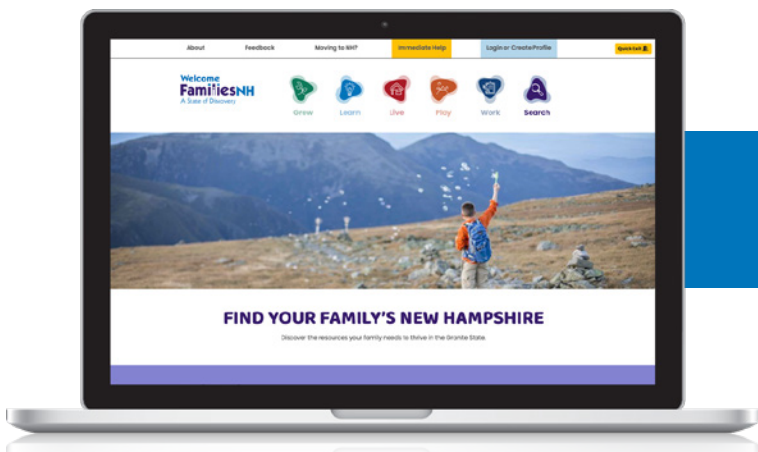 About Feedback Moving to NH? Immediate Help Login or Create Profile Quick Exit
Welcome
FamiliesNH
A State of Discovery
Grow Learn Live Play Work Search
FIND YOUR FAMILY'S NEW HAMPSHIRE
Discover the resources your family needs to thrive in the Granite State.